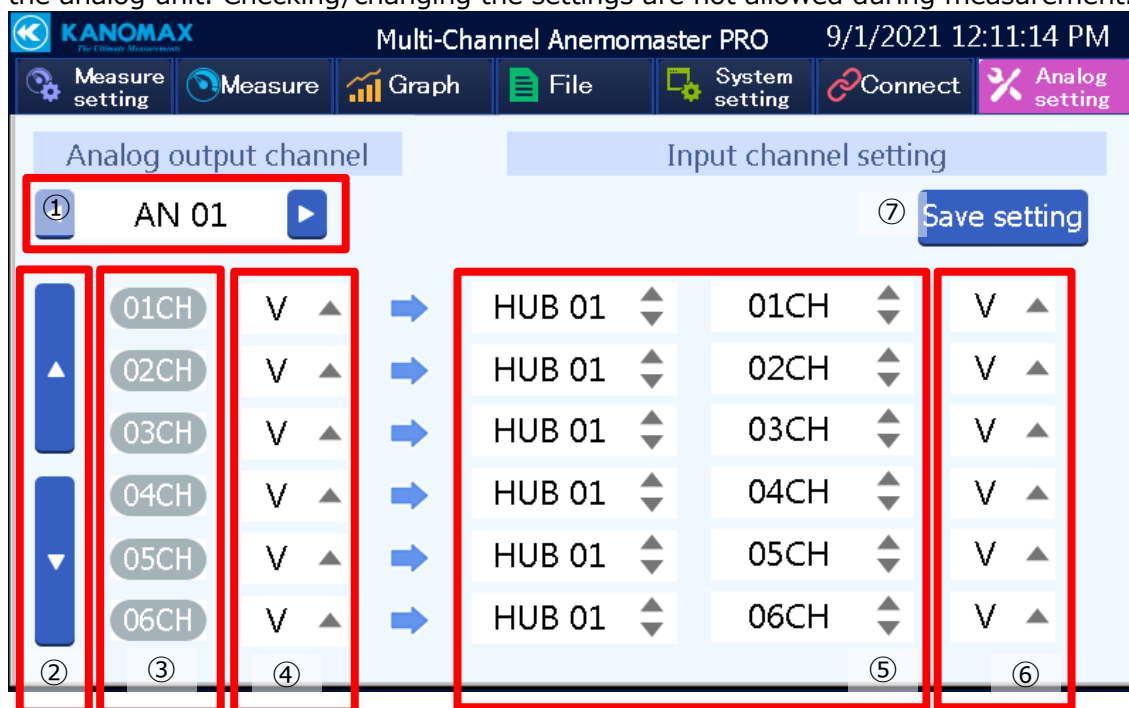 the analog unit. Checking/changing the settings are not allowed during measurement.
KANOMAX
The Ultimate Measurements
Multi-Channel Anemomaster PRO
9/1/2021 12:11:14 PM
Measure setting
Measure
Graph
File
System setting
Connect
Analog setting
Analog output channel
Input channel setting
① AN 01
⑦ Save setting
01CH V HUB 01 01CH V
02CH V HUB 01 02CH V
03CH V HUB 01 03CH V
04CH V HUB 01 04CH V
05CH V HUB 01 05CH V
06CH V HUB 01 06CH V
② ③ ④ ⑤ ⑥